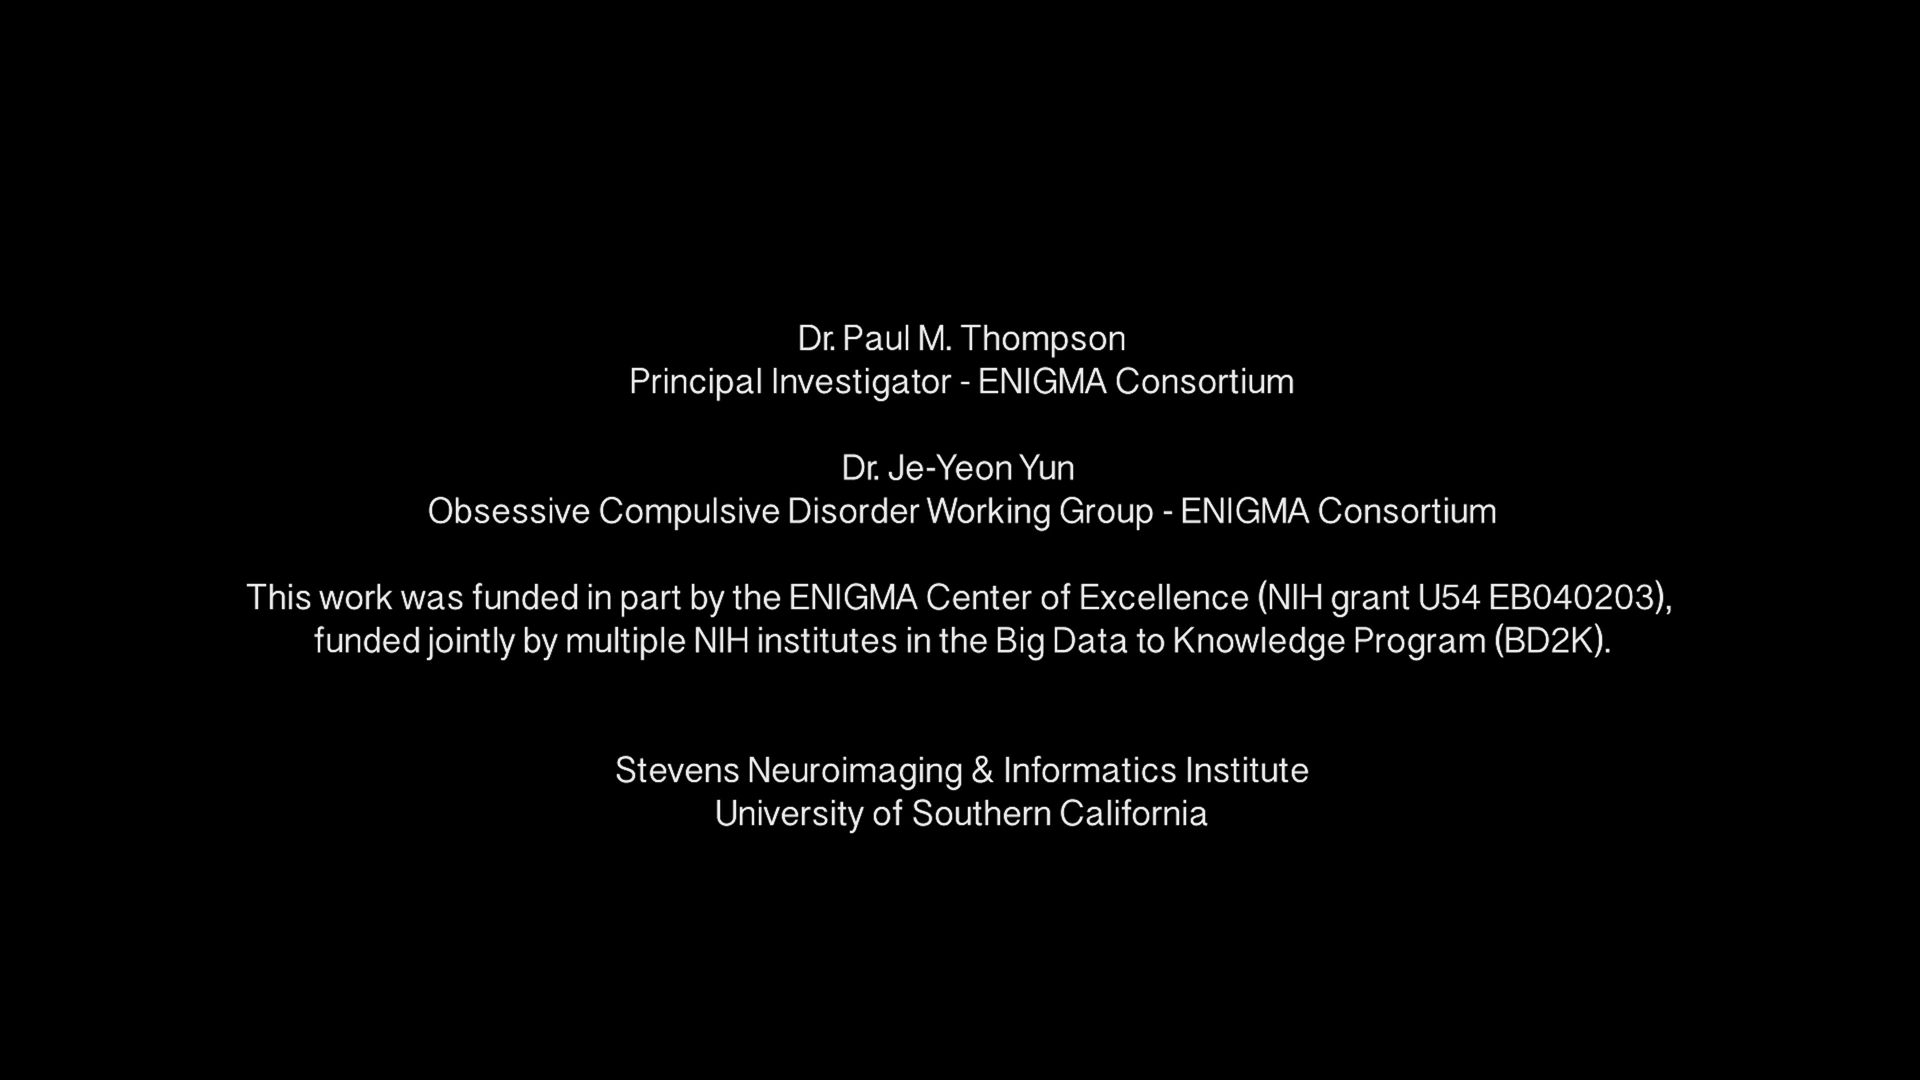 Dr. Paul M. Thompson
Principal Investigator - ENIGMA Consortium
Dr. Je-Yeon Yun
Obsessive Compulsive Disorder Working Group - ENIGMA Consortium
This work was funded in part by the ENIGMA Center of Excellence (NIH grant U54 EB040203),
funded jointly by multiple NIH institutes in the Big Data to Knowledge Program (BD2K).
Stevens Neuroimaging & Informatics Institute
University of Southern California